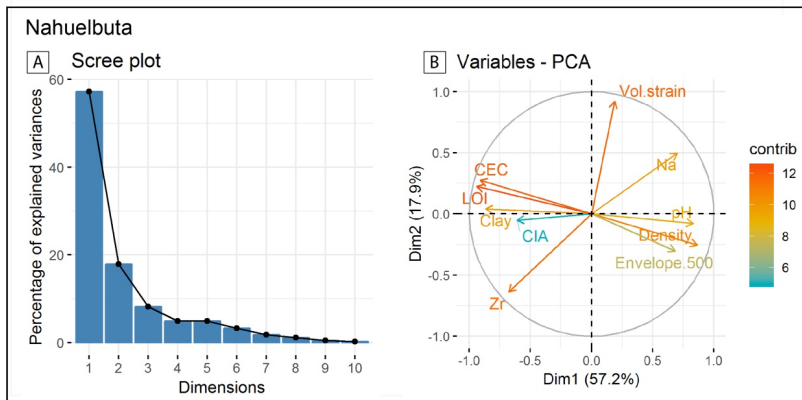 Nahuelbuta
A Scree plot
60
40
20
0
Percentage of explained variances
1 2 3 4 5 6 7 8 9 10
Dimensions
B Variables - PCA
1.0
0.5
0.0
-0.5
-1.0
Dim2 (17.9%)
Vol.strain
Na
CEC
LOI
Clay
CIA
pH
Density
Envelope.500
Zr
-1.0 -0.5 0.0 0.5 1.0
Dim1 (57.2%)
contrib
12
10
8
6